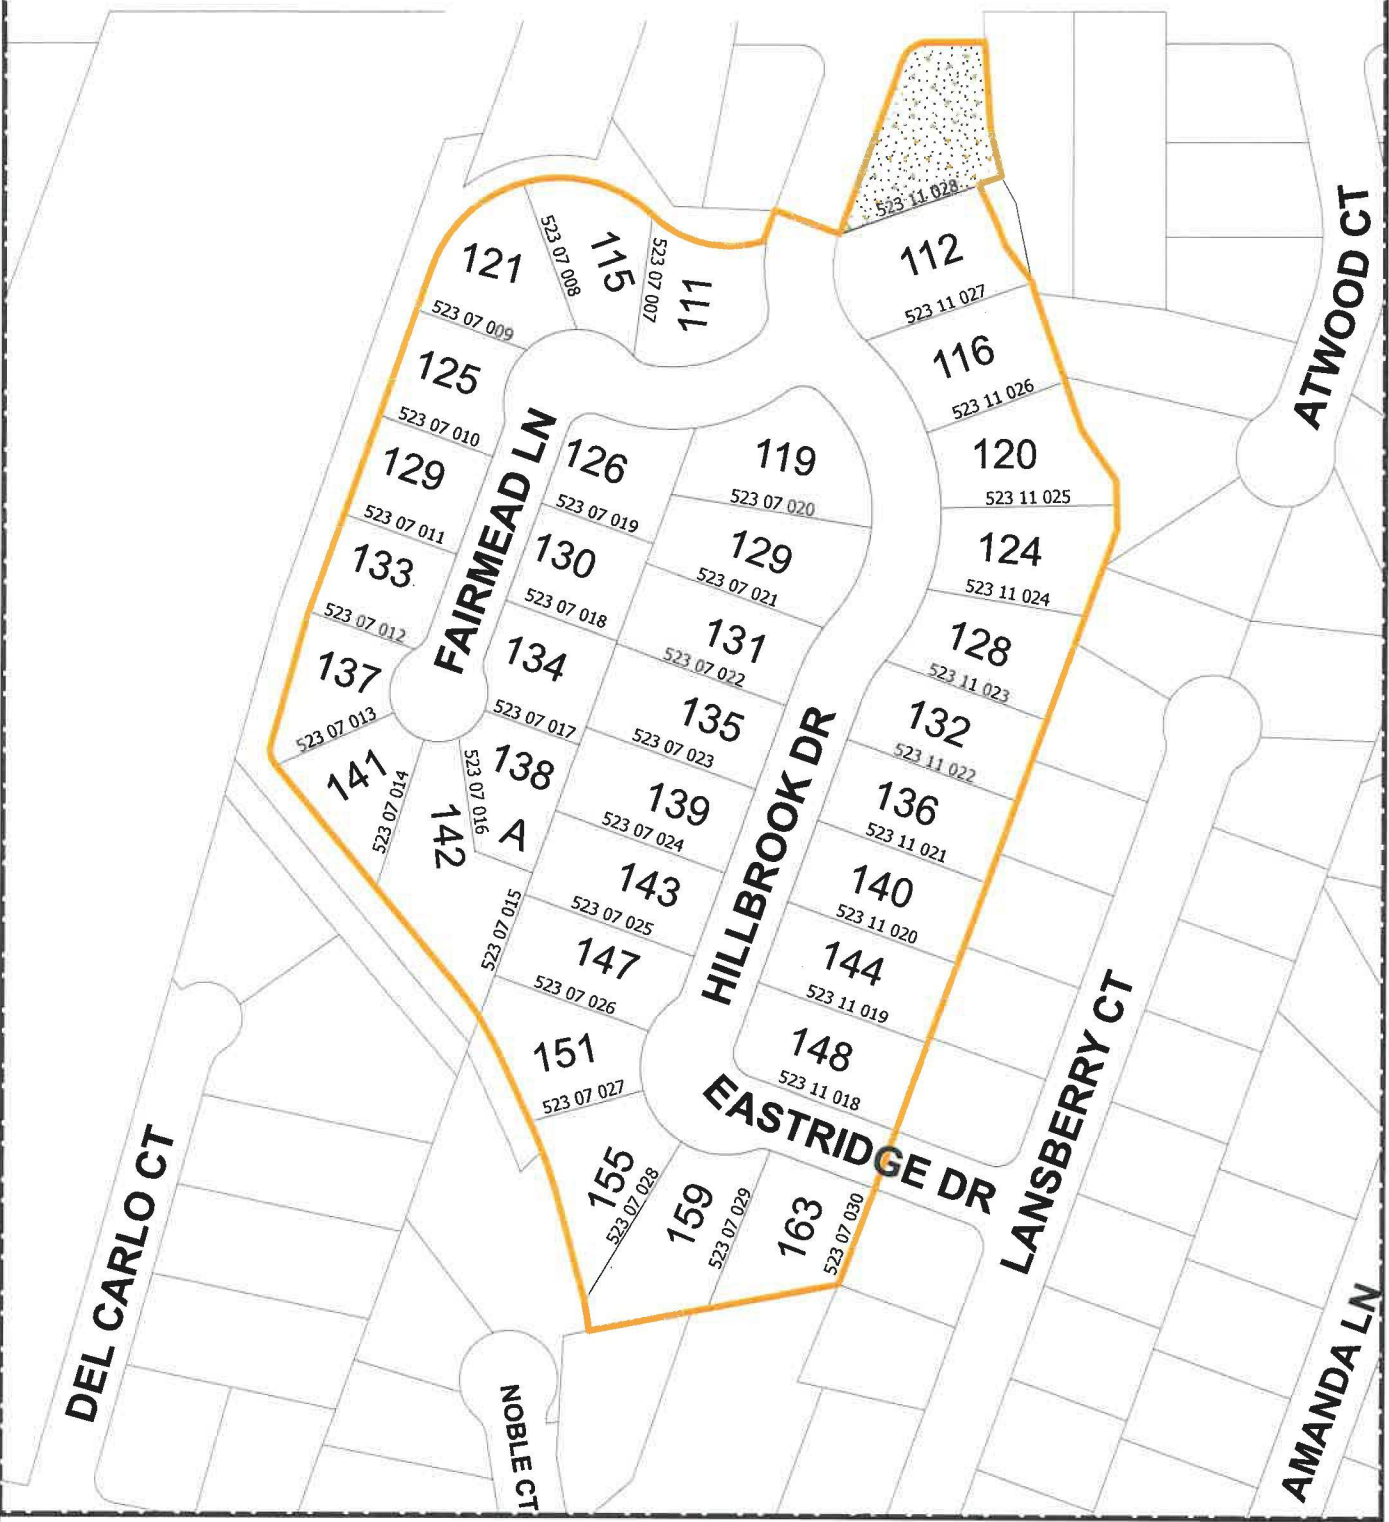 523 11 028
112
523 11 027
116
523 11 026
120
523 11 025
124
523 11 024
128
523 11 023
132
523 11 022
136
523 11 021
140
523 11 020
144
523 11 019
148
523 11 018
121
523 07 008
115
523 07 007
111
523 07 009
125
523 07 010
129
523 07 011
133
523 07 012
137
523 07 013
141
523 07 014
142
523 07 016
138
A
523 07 017
134
523 07 018
130
523 07 019
126
FAIRMEAD LN
119
523 07 020
129
523 07 021
131
523 07 022
135
523 07 023
139
523 07 024
143
523 07 025
523 07 015
147
523 07 026
151
523 07 027
155
523 07 028
159
523 07 029
163
523 07 030
HILLBROOK DR
EASTRIDGE DR
LANSBERRY CT
ATWOOD CT
AMANDA LN
DEL CARLO CT
NOBLE CT